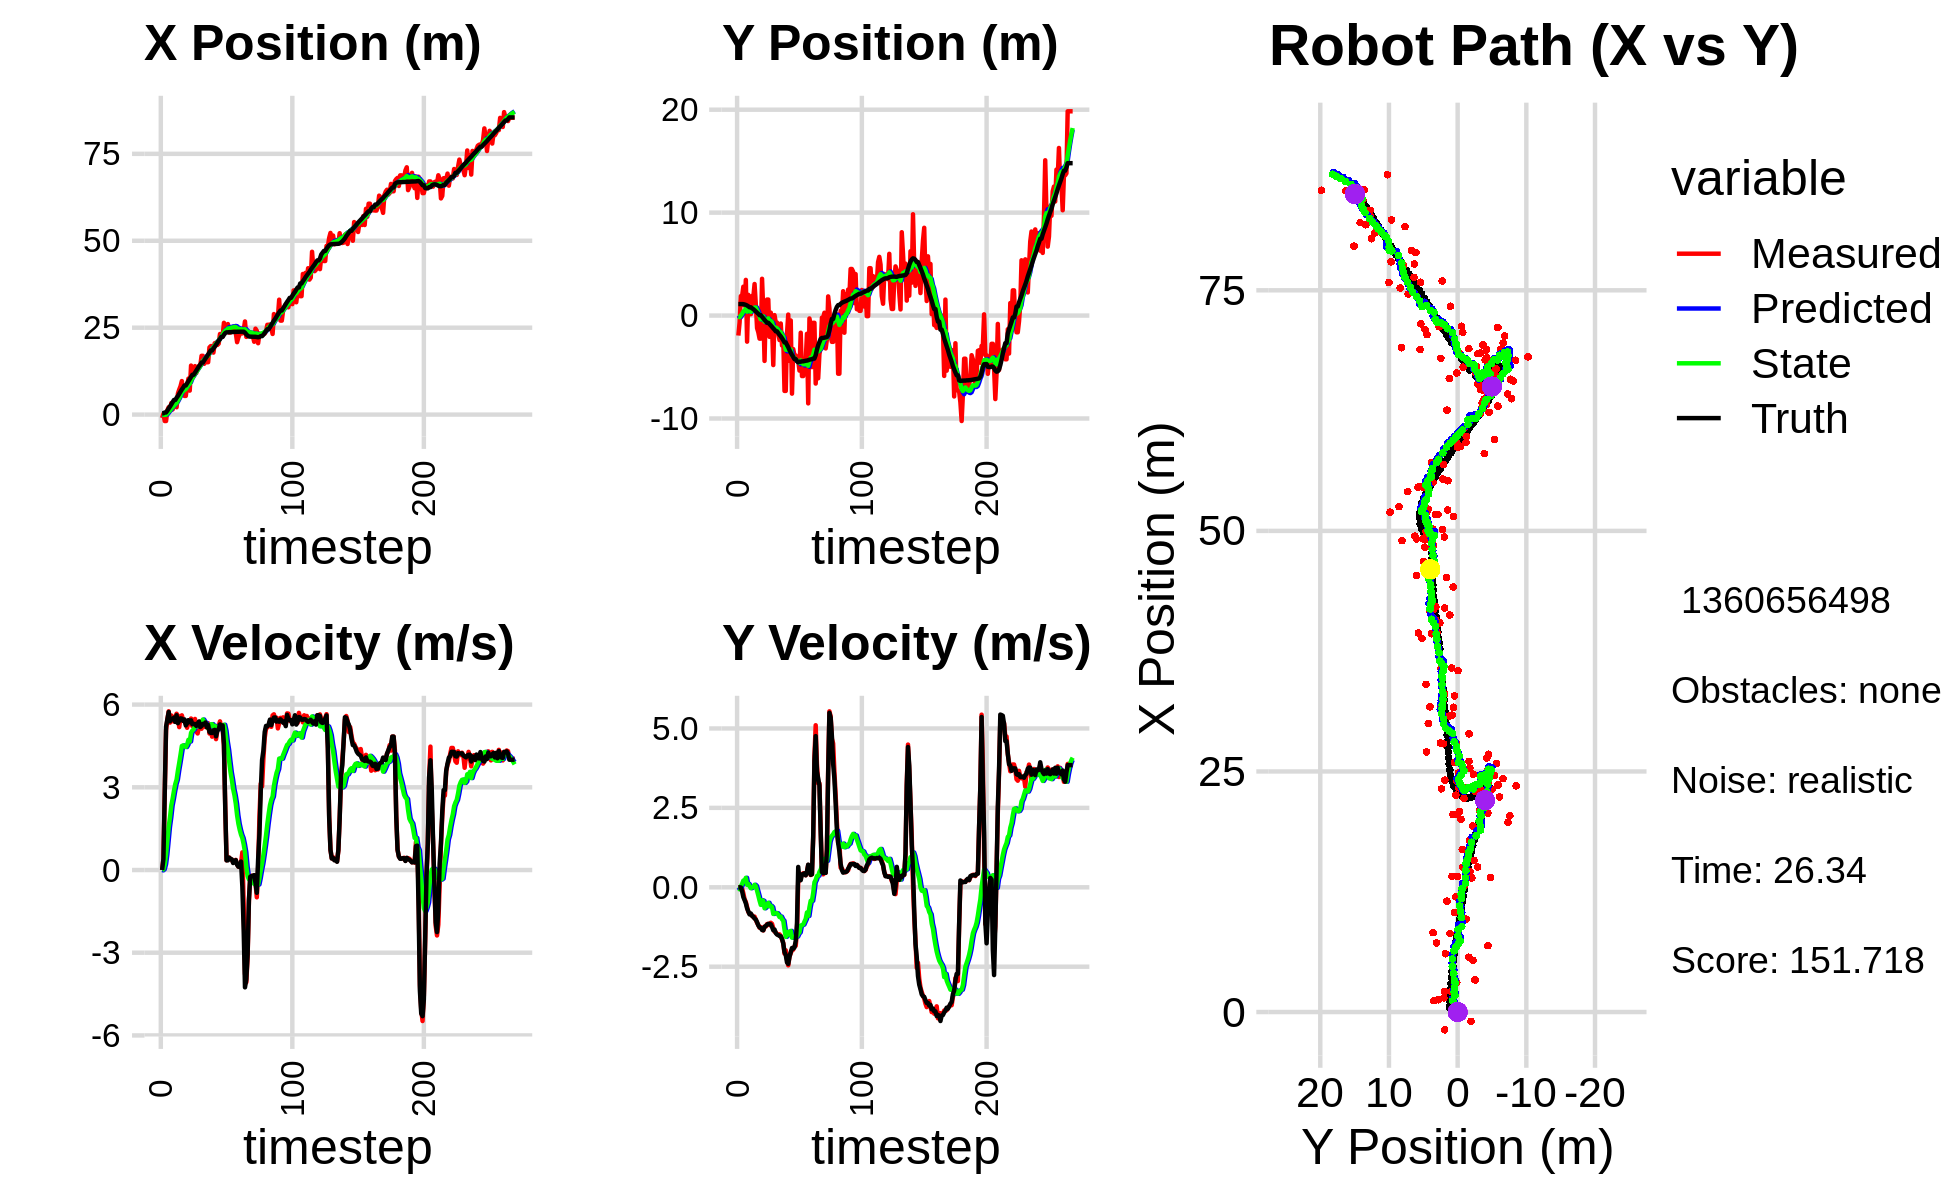 X Position (m)
75
50
25
0
0
100
200
timestep
Y Position (m)
20
10
0
-10
0
100
200
timestep
X Velocity (m/s)
6
3
0
-3
-6
0
100
200
timestep
Y Velocity (m/s)
5.0
2.5
0.0
-2.5
0
100
200
timestep
Robot Path (X vs Y)
X Position (m)
75
50
25
0
20 10 0 -10 -20
Y Position (m)
variable
Measured
Predicted
State
Truth
1360656498
Obstacles: none
Noise: realistic
Time: 26.34
Score: 151.718